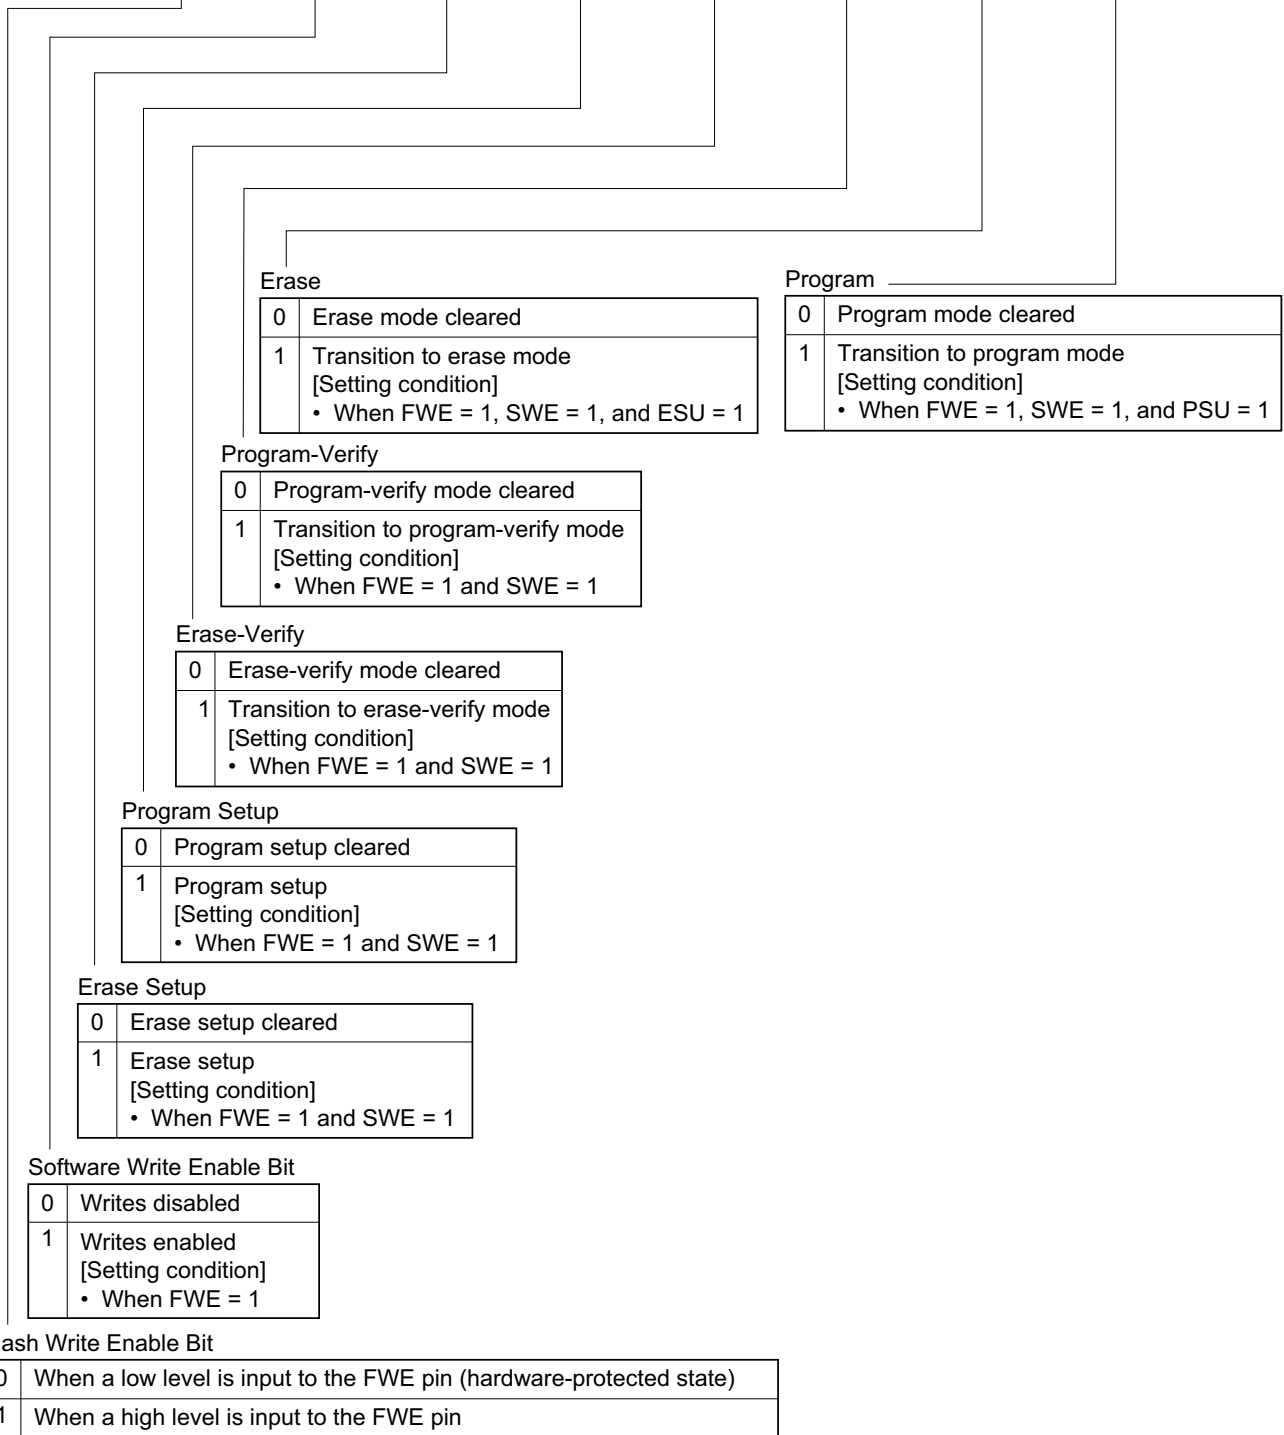 Erase
0 Erase mode cleared
1 Transition to erase mode
[Setting condition]
• When FWE = 1, SWE = 1, and ESU = 1
Program
0 Program mode cleared
1 Transition to program mode
[Setting condition]
• When FWE = 1, SWE = 1, and PSU = 1
Program-Verify
0 Program-verify mode cleared
1 Transition to program-verify mode
[Setting condition]
• When FWE = 1 and SWE = 1
Erase-Verify
0 Erase-verify mode cleared
1 Transition to erase-verify mode
[Setting condition]
• When FWE = 1 and SWE = 1
Program Setup
0 Program setup cleared
1 Program setup
[Setting condition]
• When FWE = 1 and SWE = 1
Erase Setup
0 Erase setup cleared
1 Erase setup
[Setting condition]
• When FWE = 1 and SWE = 1
Software Write Enable Bit
0 Writes disabled
1 Writes enabled
[Setting condition]
• When FWE = 1
ash Write Enable Bit
0 When a low level is input to the FWE pin (hardware-protected state)
1 When a high level is input to the FWE pin